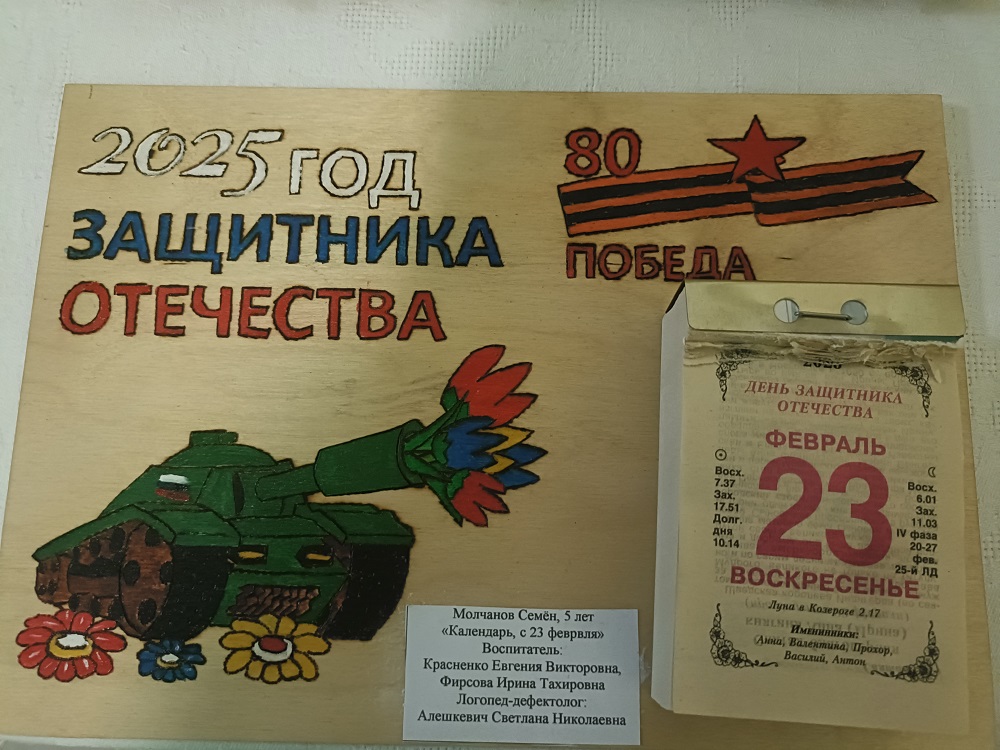 2025 ГОД
ЗАЩИТНИКА
ОТЕЧЕСТВА
80
ПОБЕДА
ДЕНЬ ЗАЩИТНИКА
ОТЕЧЕСТВА
ФЕВРАЛЬ
23
ВОСКРЕСЕНЬЕ
Восх.
7.37
Зах.
17.51
Долг.
дня
10.14
Восх.
6.01
Зах.
11.03
IV фаза
20-27
фев.
25-й ЛД
Луна в Козероге 2.17
Именинники:
Анна, Валентина, Прохор,
Василий, Антон
Молчанов Семён, 5 лет
«Календарь, с 23 феврвля»
Воспитатель:
Красненко Евгения Викторовна,
Фирсова Ирина Тахировна
Логопед-дефектолог:
Алешкевич Светлана Николаевна